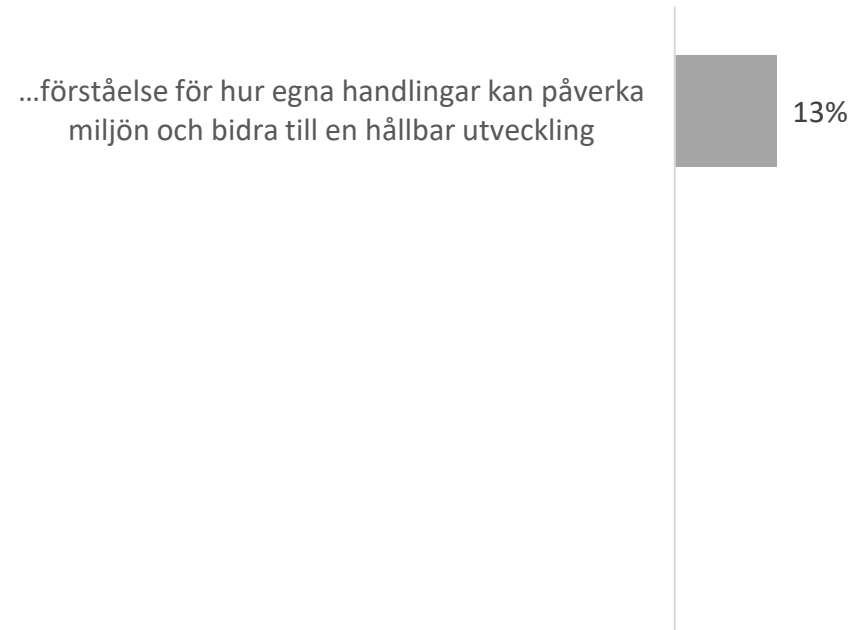 …förståelse för hur egna handlingar kan påverka
miljön och bidra till en hållbar utveckling
13%